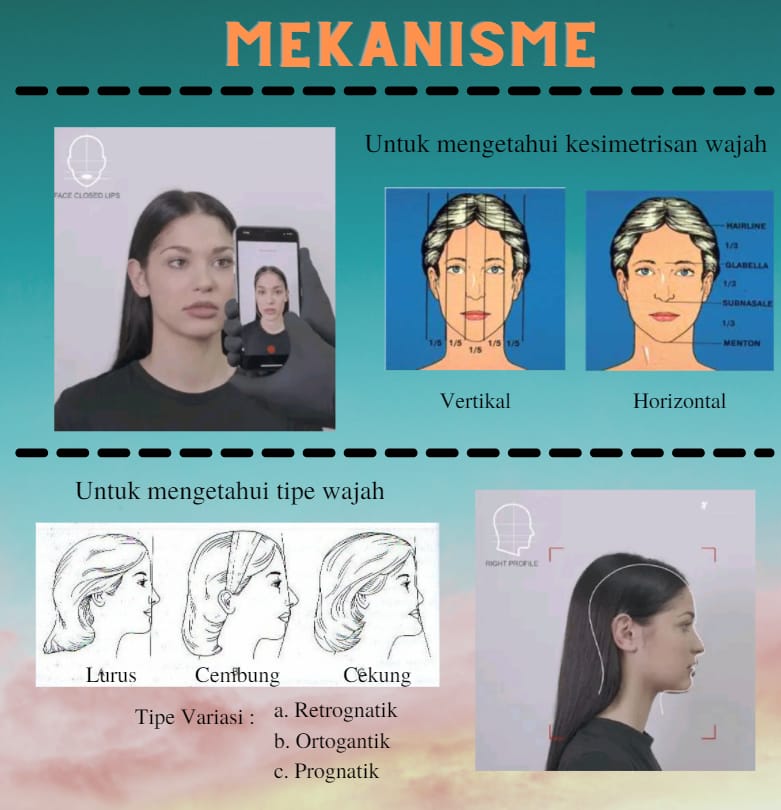 MEKANISME
Untuk mengetahui kesimetrisan wajah
FACE CLOSED LIPS
1/5 1/5 1/5 1/5 1/5
Vertikal
HAIRLINE
1/3
GLABELLA
1/3
SUBNASALE
1/3
MENTON
Horizontal
Untuk mengetahui tipe wajah
Lurus Cembung Cekung
Tipe Variasi :
a. Retrognatik
b. Ortogantik
c. Prognatik
RIGHT PROFILE